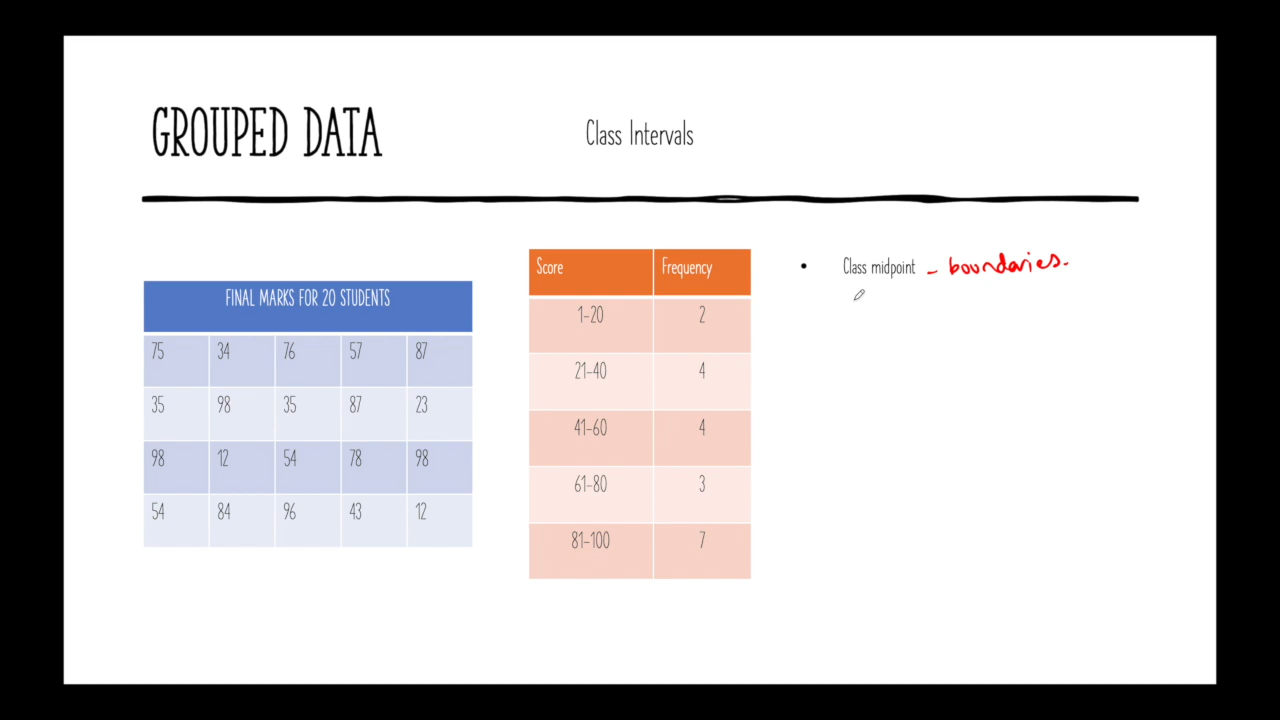 GROUPED DATA
Class Intervals
FINAL MARKS FOR 20 STUDENTS
75 34 76 57 87
35 98 35 87 23
98 12 54 78 98
54 84 96 43 12
Score Frequency
1-20 2
21-40 4
41-60 4
61-80 3
81-100 7
• Class midpoint - boundaries.